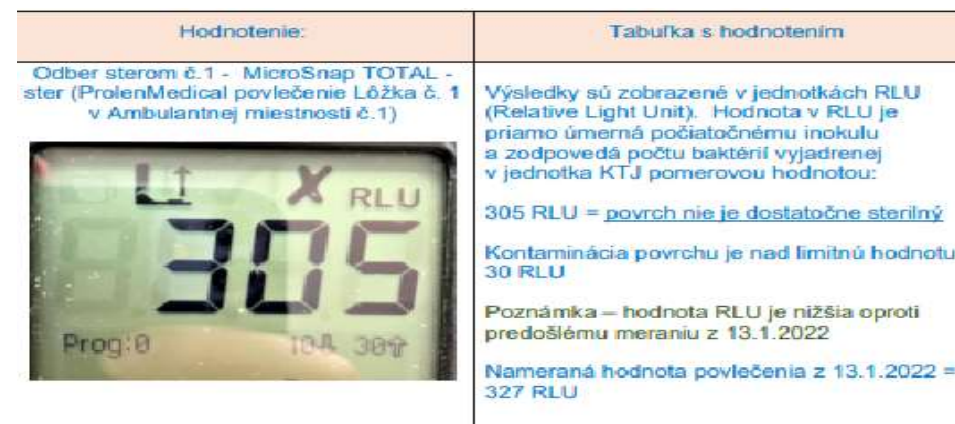 Hodnotenie:
Tabuľka s hodnotením
Odber sterom č.1 - MicroSnap TOTAL -
ster (ProlenMedical povlečenie Lôžka č. 1
v Ambulantnej miestnosti č.1)
L X RLU
305
Prog:0 10 30
Výsledky sú zobrazené v jednotkách RLU
(Relative Light Unit). Hodnota v RLU je
priamo úmerná počiatočnému inokulu
a zodpovedá počtu baktérií vyjadrenej
v jednotka KTJ pomerovou hodnotou:
305 RLU = povrch nie je dostatočne sterilný
Kontaminácia povrchu je nad limitnú hodnotu
30 RLU
Poznámka – hodnota RLU je nižšia oproti
predošlému meraniu z 13.1.2022
Nameraná hodnota povlečenia z 13.1.2022 =
327 RLU